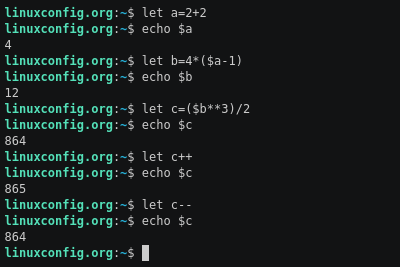 linuxconfig.org:~$ let a=2+2
linuxconfig.org:~$ echo $a
4
linuxconfig.org:~$ let b=4*($a-1)
linuxconfig.org:~$ echo $b
12
linuxconfig.org:~$ let c=($b**3)/2
linuxconfig.org:~$ echo $c
864
linuxconfig.org:~$ let c++
linuxconfig.org:~$ echo $c
865
linuxconfig.org:~$ let c--
linuxconfig.org:~$ echo $c
864
linuxconfig.org:~$